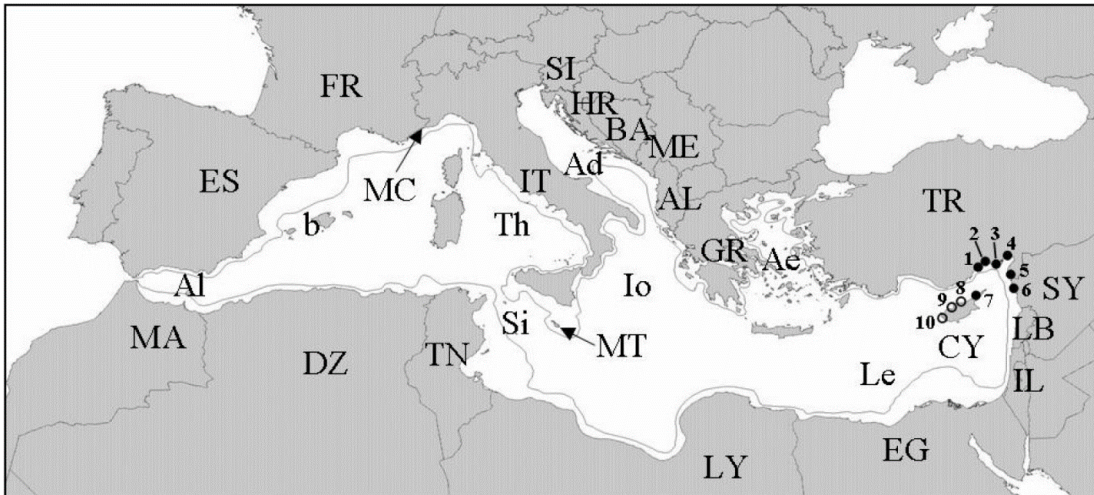 FR
SI
HR
BA
ME
MC
Ad
ES
IT
AL
TR
b
Th
GR
Ae
2
3
4
1
5
6
SY
Al
Io
8
7
9
10
Si
MT
CY
LB
MA
DZ
TN
Le
IL
LY
EG